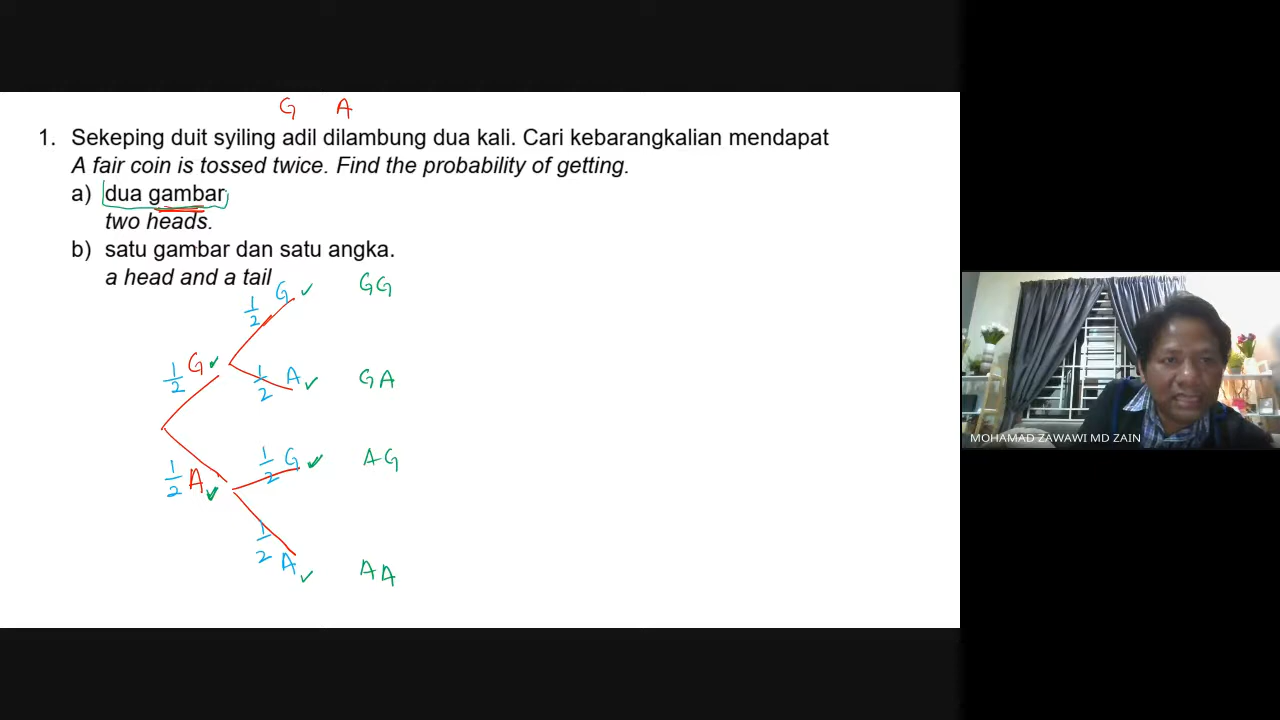 G A
1. Sekeping duit syiling adil dilambung dua kali. Cari kebarangkalian mendapat
A fair coin is tossed twice. Find the probability of getting.
a) dua gambar
two heads.
b) satu gambar dan satu angka.
a head and a tail
1/2 G ✓ GG
1/2 G ✓
1/2 A ✓ GA
1/2 G ✓ AG
1/2 A ✓
1/2 A ✓ AA
MOHAMAD ZAWAWI MD ZAIN